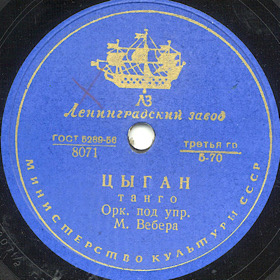 ЛЗ
Ленинградский завод
ГОСТ 5289-56
8071
третья гр
5-70
ЦЫГАН
танго
Орк. под упр.
М. Вебера
МИНИСТЕРСТВО КУЛЬТУРЫ СССР